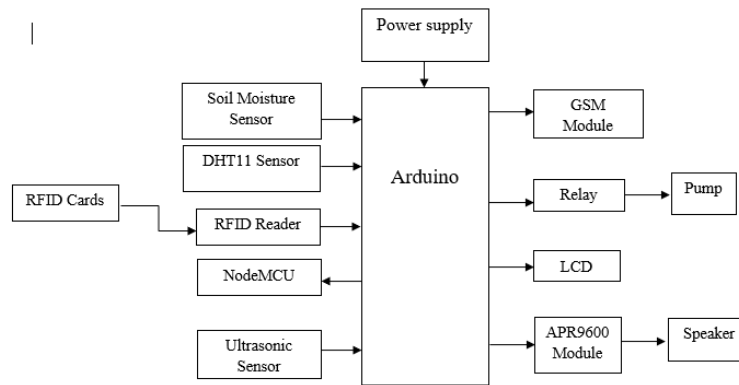 Power supply
Soil Moisture
Sensor
GSM
Module
DHT11 Sensor
Arduino
RFID Cards
RFID Reader
Relay
Pump
NodeMCU
LCD
Ultrasonic
Sensor
APR9600
Module
Speaker